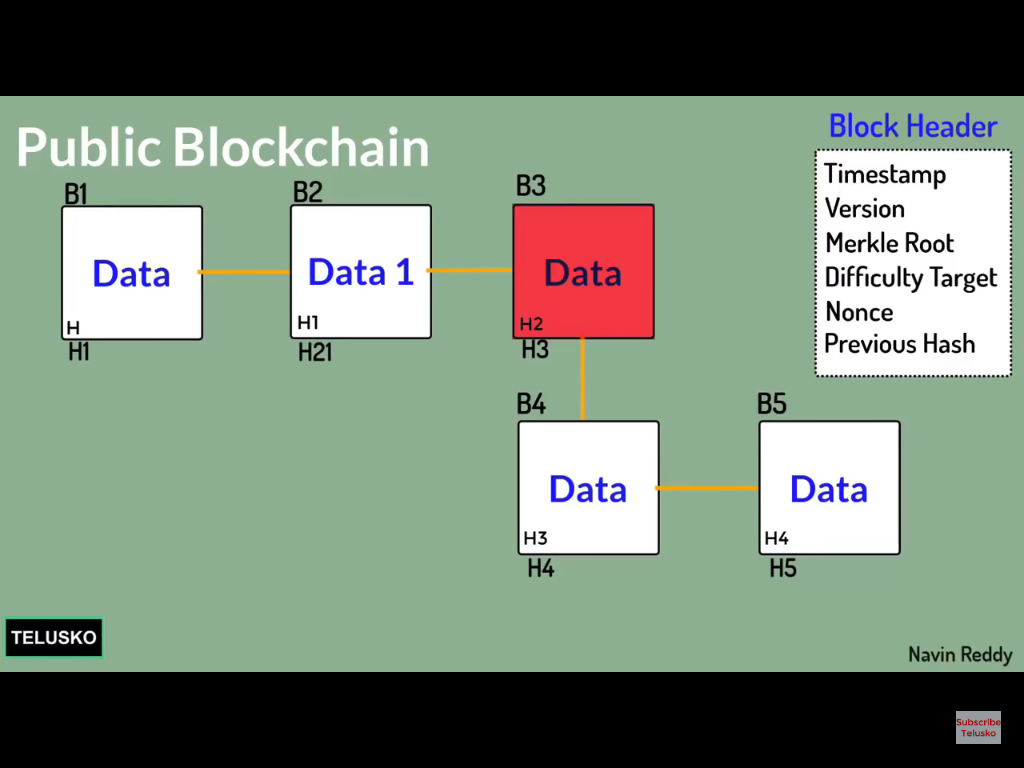 Public Blockchain
Block Header
Timestamp
Version
Merkle Root
Difficulty Target
Nonce
Previous Hash
B1
Data
H
H1
B2
Data 1
H1
H21
B3
Data
H2
H3
B4
Data
H3
H4
B5
Data
H4
H5
TELUSKO
Navin Reddy
Subscribe
Telusko